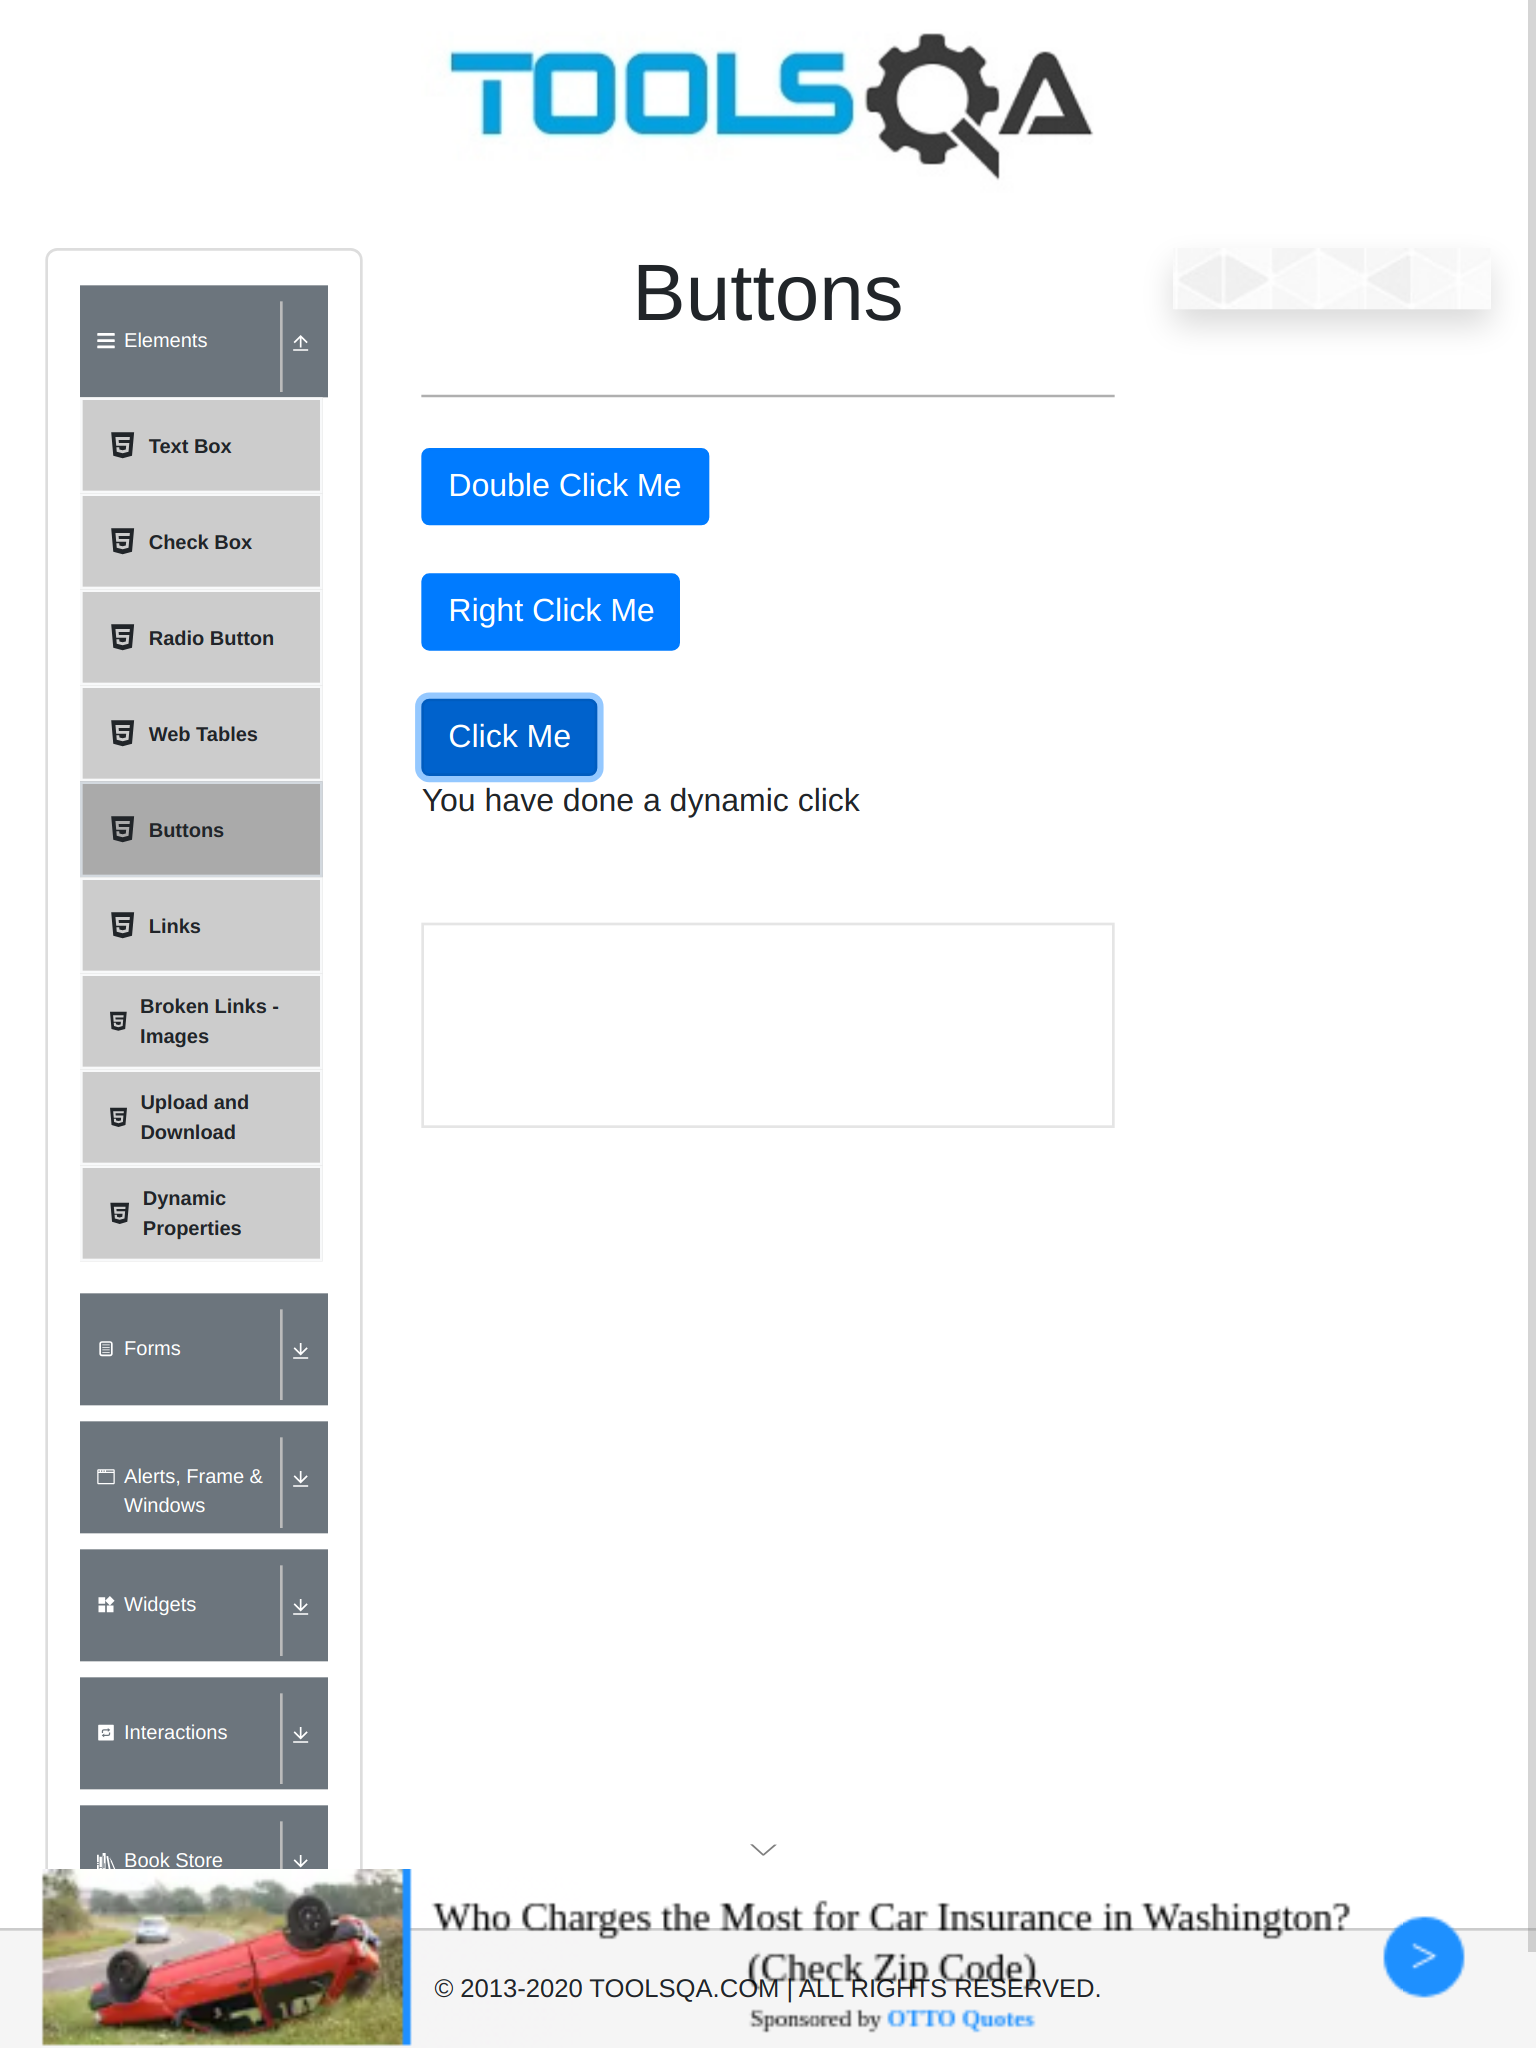 TOOLSQA
Buttons
Elements
Text Box
Check Box
Radio Button
Web Tables
Buttons
Links
Broken Links -
Images
Upload and
Download
Dynamic
Properties
Forms
Alerts, Frame &
Windows
Widgets
Interactions
Book Store
Double Click Me
Right Click Me
Click Me
You have done a dynamic click
Who Charges the Most for Car Insurance in Washington?
(Check Zip Code)
© 2013-2020 TOOLSQA.COM | ALL RIGHTS RESERVED.
Sponsored by OTTO Quotes